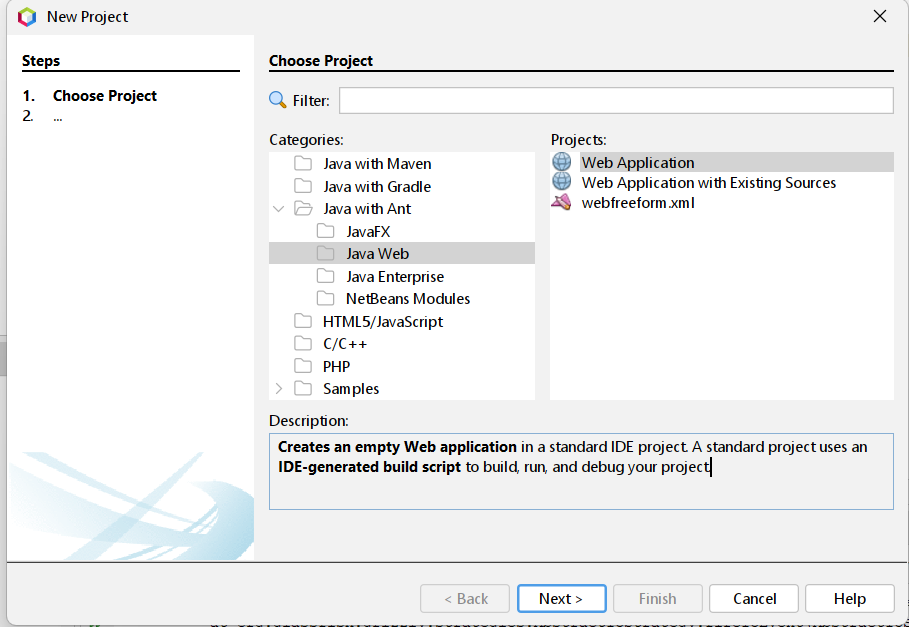 New Project
Steps
1. Choose Project
2. ...
Choose Project
Filter:
Categories:
Java with Maven
Java with Gradle
Java with Ant
JavaFX
Java Web
Java Enterprise
NetBeans Modules
HTML5/JavaScript
C/C++
PHP
Samples
Projects:
Web Application
Web Application with Existing Sources
webfreeform.xml
Description:
Creates an empty Web application in a standard IDE project. A standard project uses an
IDE-generated build script to build, run, and debug your project.
< Back
Next >
Finish
Cancel
Help